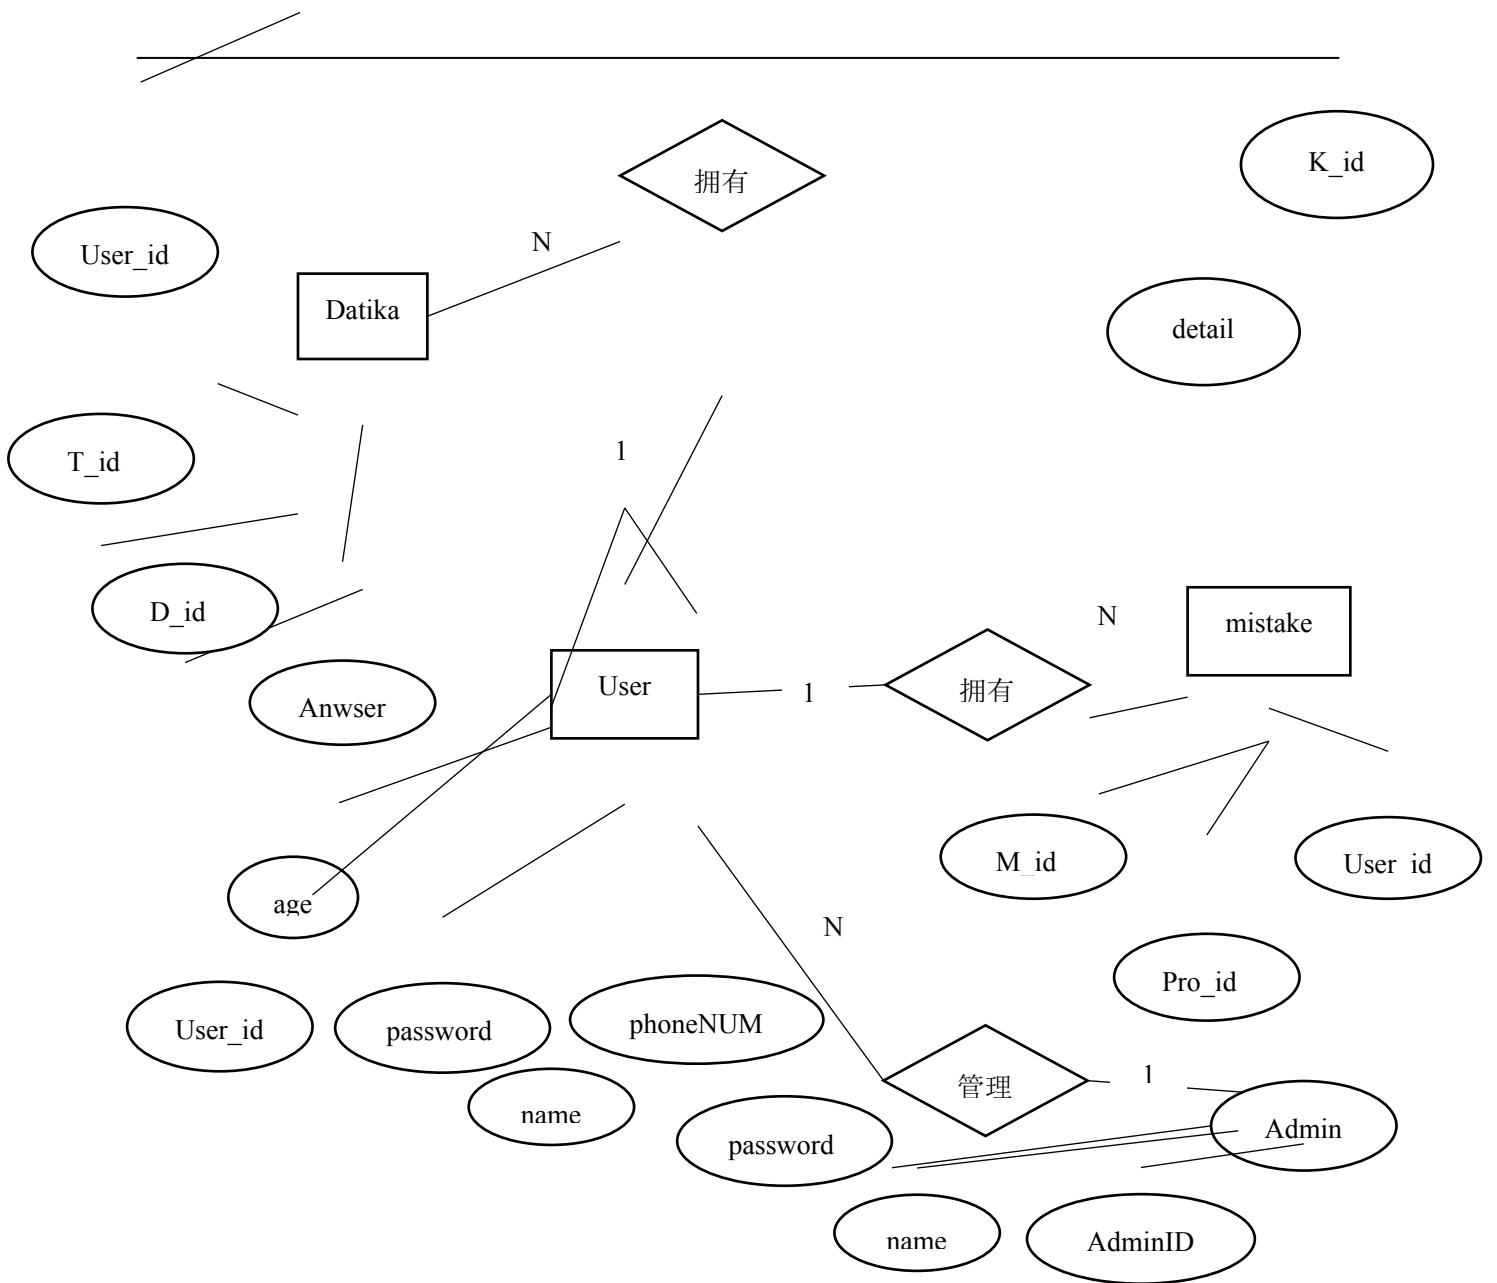 K_id
拥有
User_id
N
Datika
detail
1
T_id
D_id
N
mistake
User
1
拥有
Anwser
M_id
User_id
age
N
Pro_id
User_id
password
phoneNUM
管理
1
name
password
Admin
name
AdminID